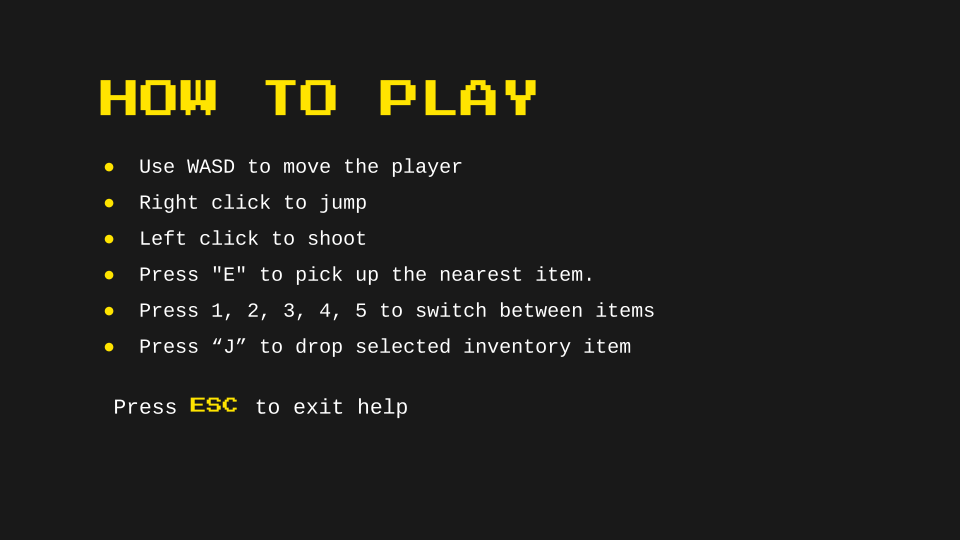 HOW TO PLAY
● Use WASD to move the player
● Right click to jump
● Left click to shoot
● Press "E" to pick up the nearest item.
● Press 1, 2, 3, 4, 5 to switch between items
● Press “J” to drop selected inventory item
Press ESC to exit help